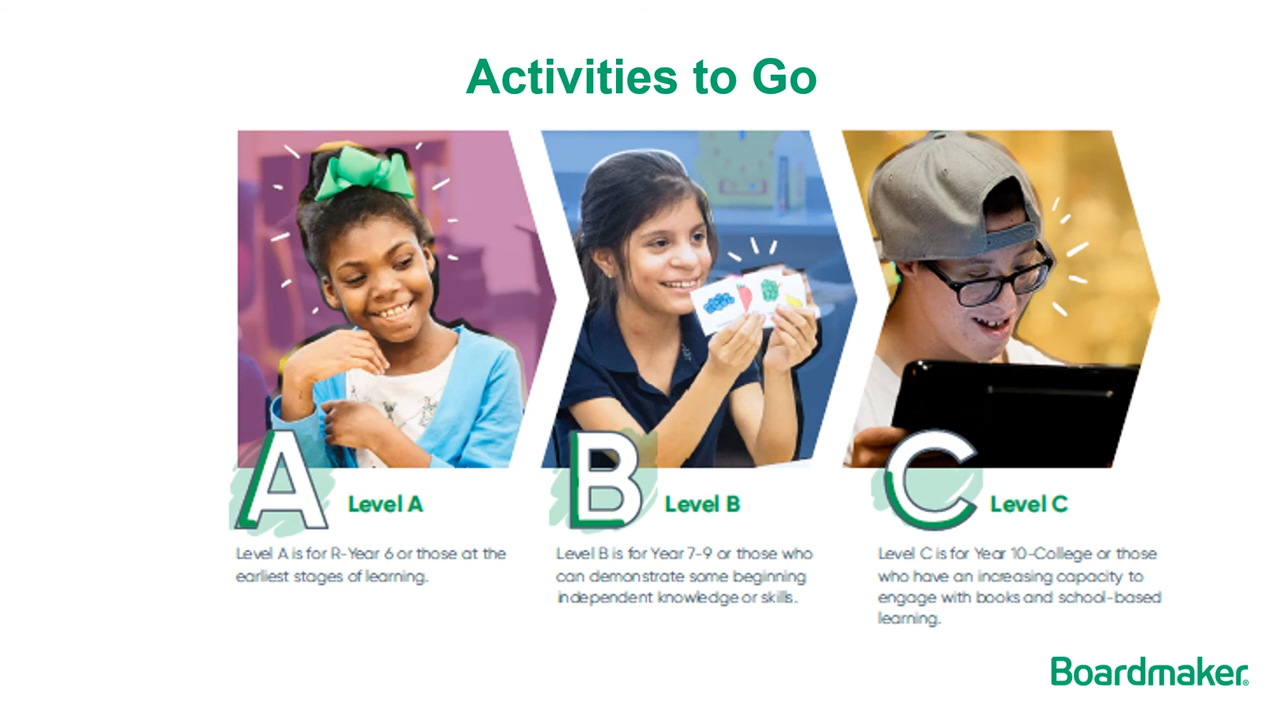 Activities to Go
A Level A
Level A is for R-Year 6 or those at the
earliest stages of learning.
B Level B
Level B is for Year 7-9 or those who
can demonstrate some beginning
independent knowledge or skills.
C Level C
Level C is for Year 10-College or those
who have an increasing capacity to
engage with books and school-based
learning.
Boardmaker®